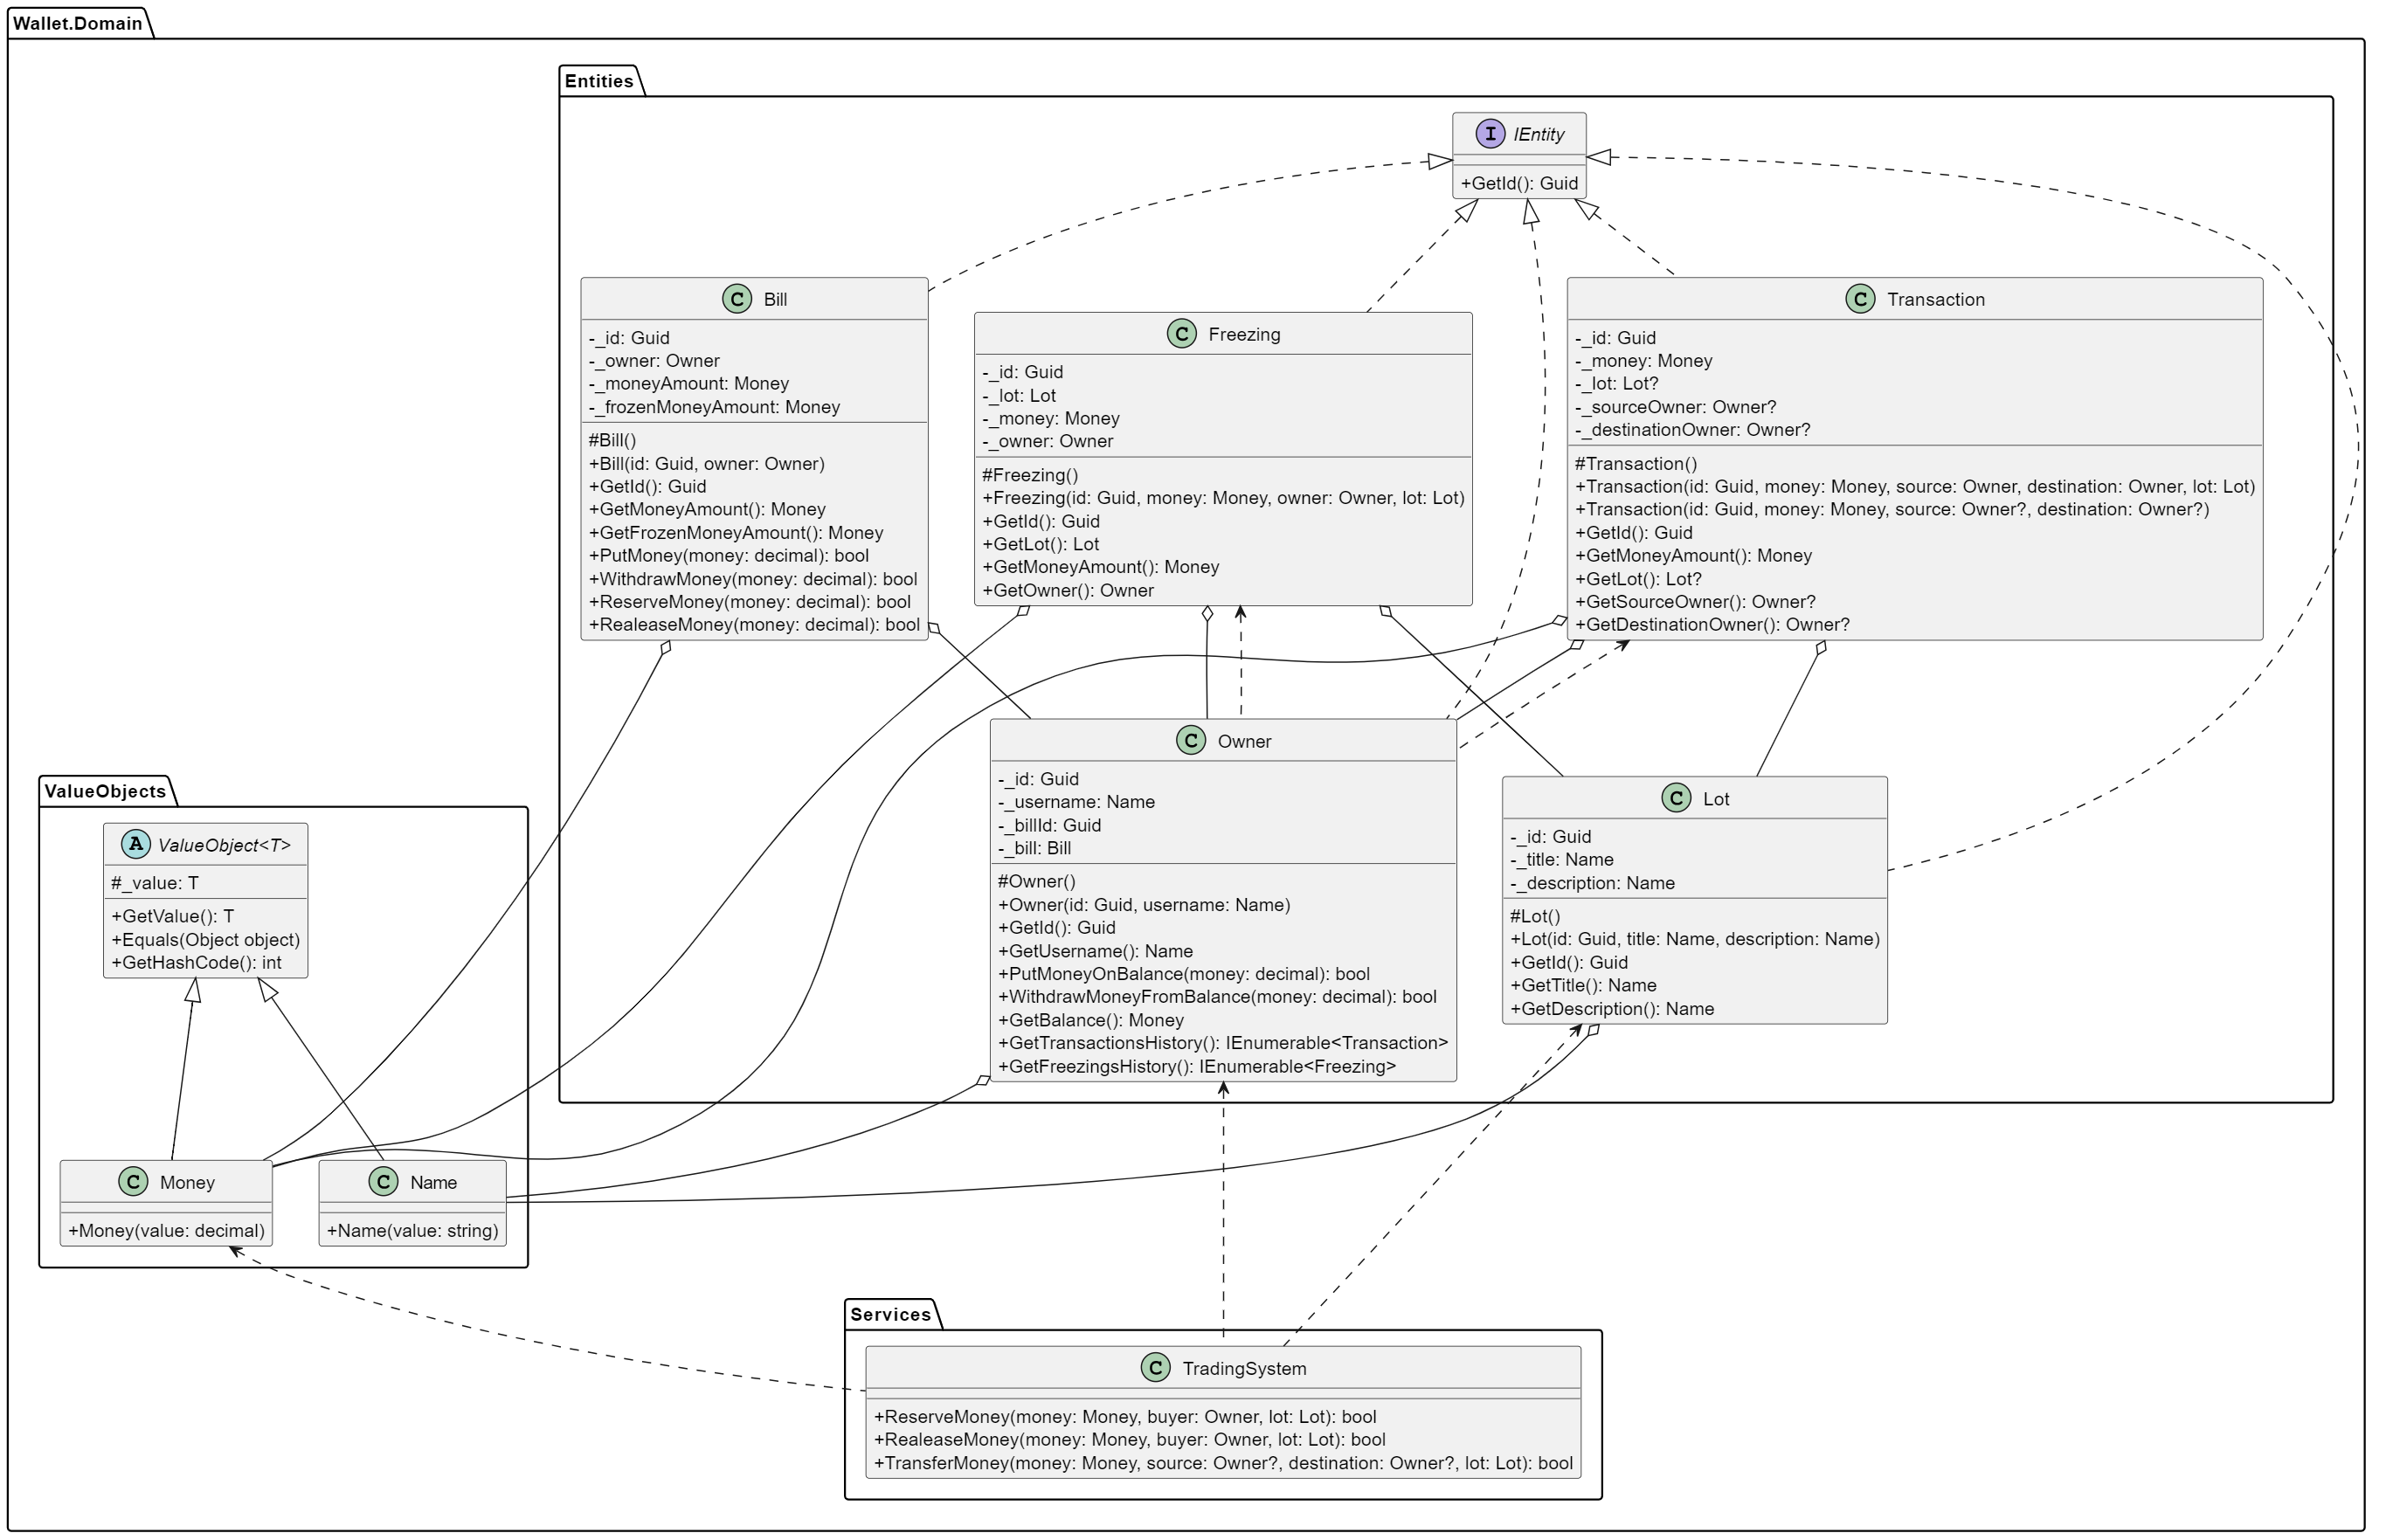 Wallet.Domain
Entities
I IEntity
+GetId(): Guid
C Bill
-_id: Guid
-_owner: Owner
-_moneyAmount: Money
-_frozenMoneyAmount: Money
#Bill()
+Bill(id: Guid, owner: Owner)
+GetId(): Guid
+GetMoneyAmount(): Money
+GetFrozenMoneyAmount(): Money
+PutMoney(money: decimal): bool
+WithdrawMoney(money: decimal): bool
+ReserveMoney(money: decimal): bool
+RealeaseMoney(money: decimal): bool
C Freezing
-_id: Guid
-_lot: Lot
-_money: Money
-_owner: Owner
#Freezing()
+Freezing(id: Guid, money: Money, owner: Owner, lot: Lot)
+GetId(): Guid
+GetLot(): Lot
+GetMoneyAmount(): Money
+GetOwner(): Owner
C Transaction
-_id: Guid
-_money: Money
-_lot: Lot?
-_sourceOwner: Owner?
-_destinationOwner: Owner?
#Transaction()
+Transaction(id: Guid, money: Money, source: Owner, destination: Owner, lot: Lot)
+Transaction(id: Guid, money: Money, source: Owner?, destination: Owner?)
+GetId(): Guid
+GetMoneyAmount(): Money
+GetLot(): Lot?
+GetSourceOwner(): Owner?
+GetDestinationOwner(): Owner?
C Owner
-_id: Guid
-_username: Name
-_billId: Guid
-_bill: Bill
#Owner()
+Owner(id: Guid, username: Name)
+GetId(): Guid
+GetUsername(): Name
+PutMoneyOnBalance(money: decimal): bool
+WithdrawMoneyFromBalance(money: decimal): bool
+GetBalance(): Money
+GetTransactionsHistory(): IEnumerable<Transaction>
+GetFreezingsHistory(): IEnumerable<Freezing>
C Lot
-_id: Guid
-_title: Name
-_description: Name
#Lot()
+Lot(id: Guid, title: Name, description: Name)
+GetId(): Guid
+GetTitle(): Name
+GetDescription(): Name
ValueObjects
A ValueObject<T>
#_value: T
+GetValue(): T
+Equals(Object object)
+GetHashCode(): int
C Money
+Money(value: decimal)
C Name
+Name(value: string)
Services
C TradingSystem
+ReserveMoney(money: Money, buyer: Owner, lot: Lot): bool
+RealeaseMoney(money: Money, buyer: Owner, lot: Lot): bool
+TransferMoney(money: Money, source: Owner?, destination: Owner?, lot: Lot): bool